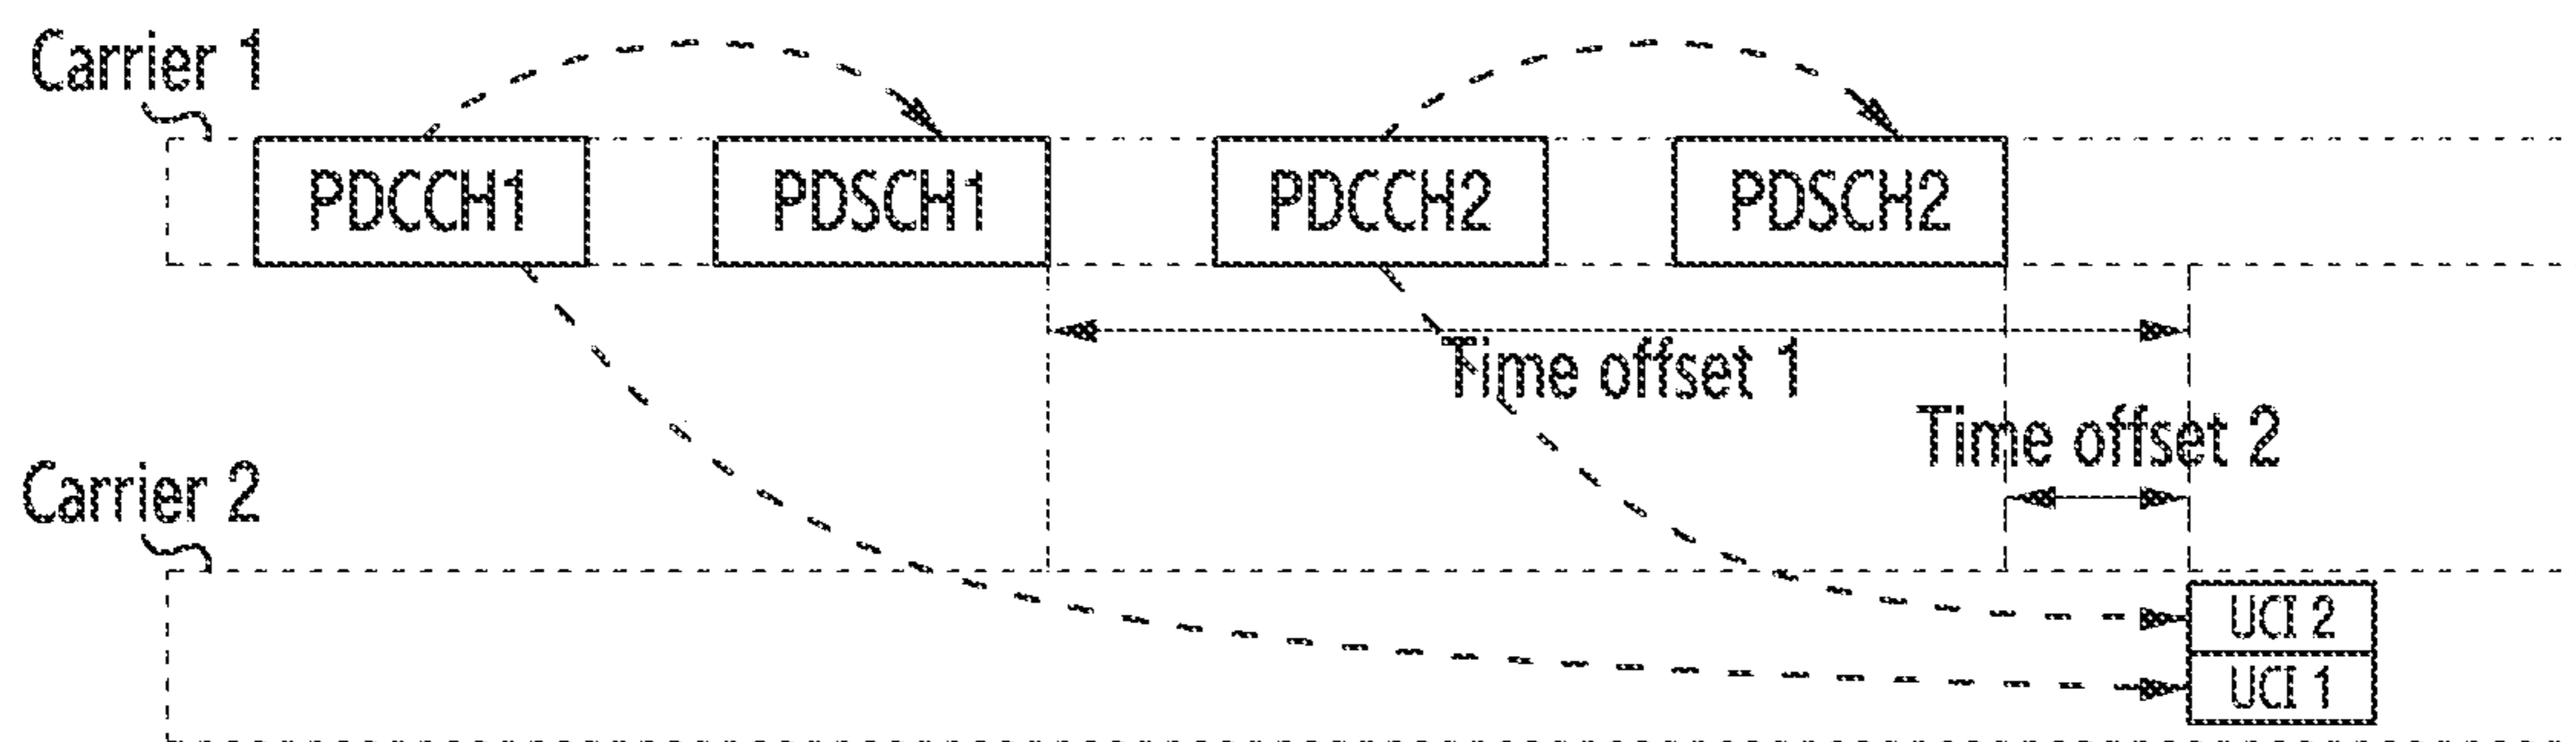 Carrier 1
PDCCH1 PDSCH1 PDCCH2 PDSCH2
Time offset 1
Time offset 2
Carrier 2
UCI 2
UCI 1